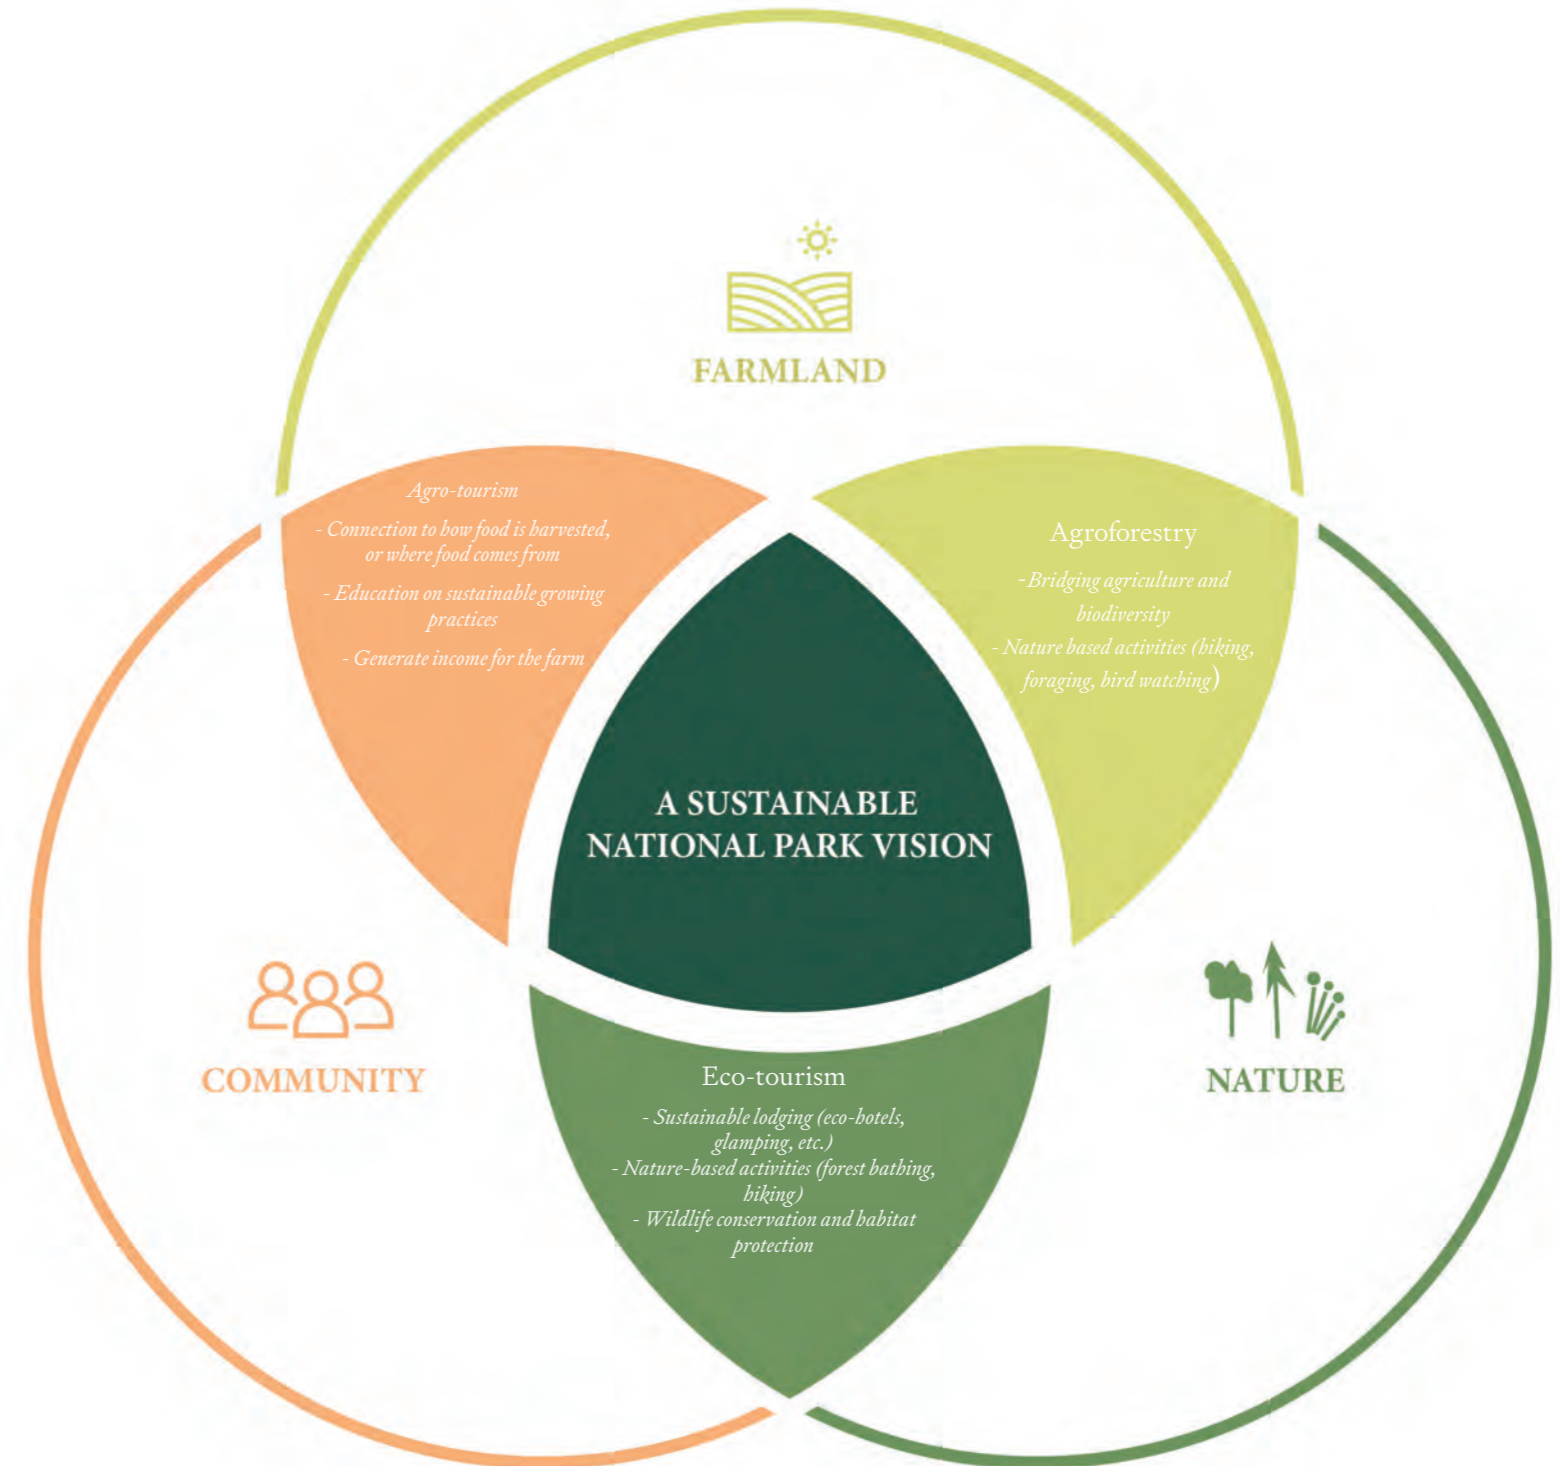 FARMLAND
Agro-tourism
- Connection to how food is harvested,
or where food comes from
- Education on sustainable growing
practices
- Generate income for the farm
Agroforestry
-Bridging agriculture and
biodiversity
- Nature based activities (hiking,
foraging, bird watching)
A SUSTAINABLE
NATIONAL PARK VISION
COMMUNITY
NATURE
Eco-tourism
- Sustainable lodging (eco-hotels,
glamping, etc.)
- Nature-based activities (forest bathing,
hiking)
- Wildlife conservation and habitat
protection